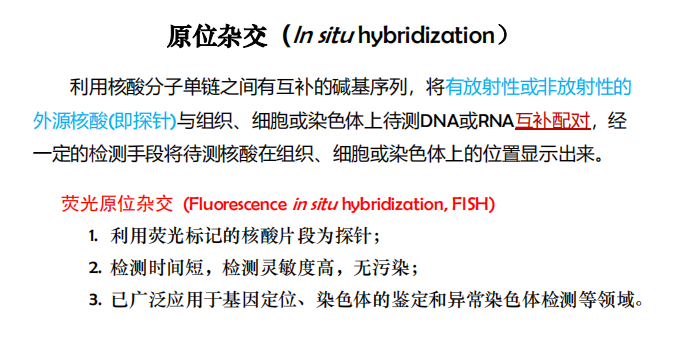 原位杂交（In situ hybridization）
利用核酸分子单链之间有互补的碱基序列，将有放射性或非放射性的
外源核酸(即探针)与组织、细胞或染色体上待测DNA或RNA互补配对，经
一定的检测手段将待测核酸在组织、细胞或染色体上的位置显示出来。
荧光原位杂交 (Fluorescence in situ hybridization, FISH)
1. 利用荧光标记的核酸片段为探针；
2. 检测时间短，检测灵敏度高，无污染；
3. 已广泛应用于基因定位、染色体的鉴定和异常染色体检测等领域。